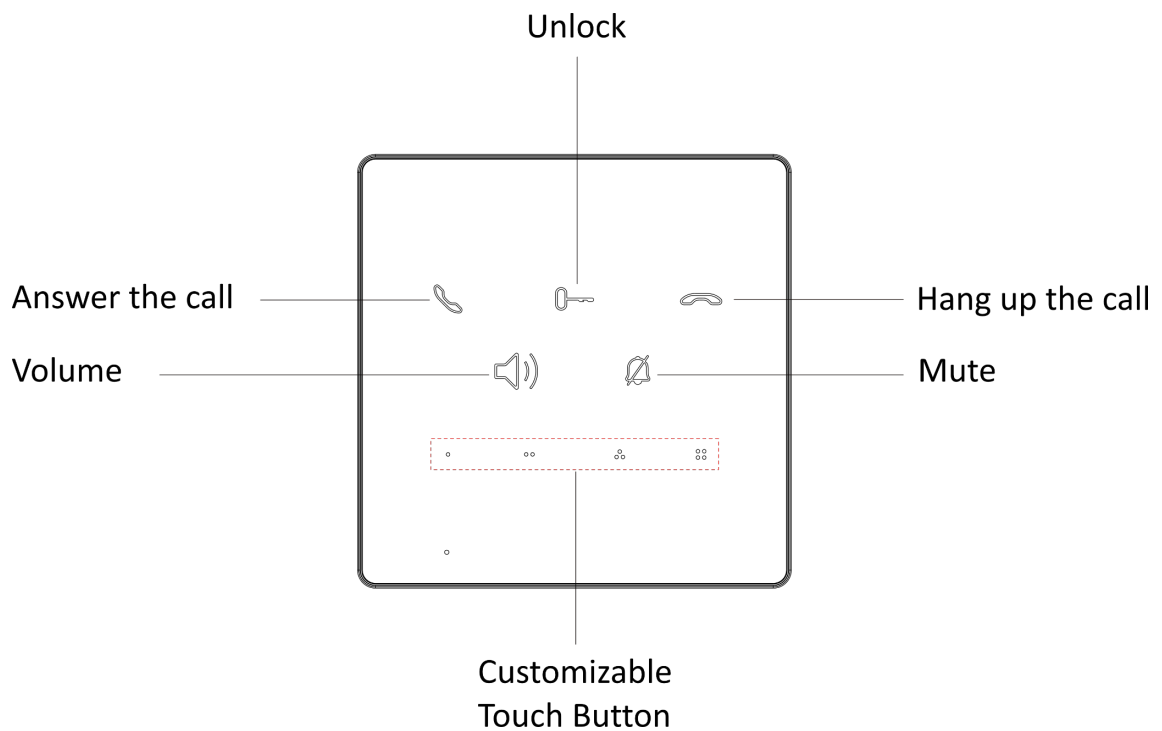 Unlock
Answer the call
Hang up the call
Volume
Mute
Customizable
Touch Button